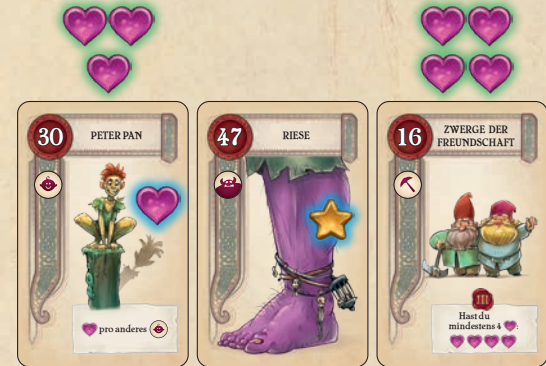 30
PETER PAN
pro anderes
47
RIESE
16
ZWERGE DER
FREUNDSCHAFT
III
Hast du
mindestens 4 :